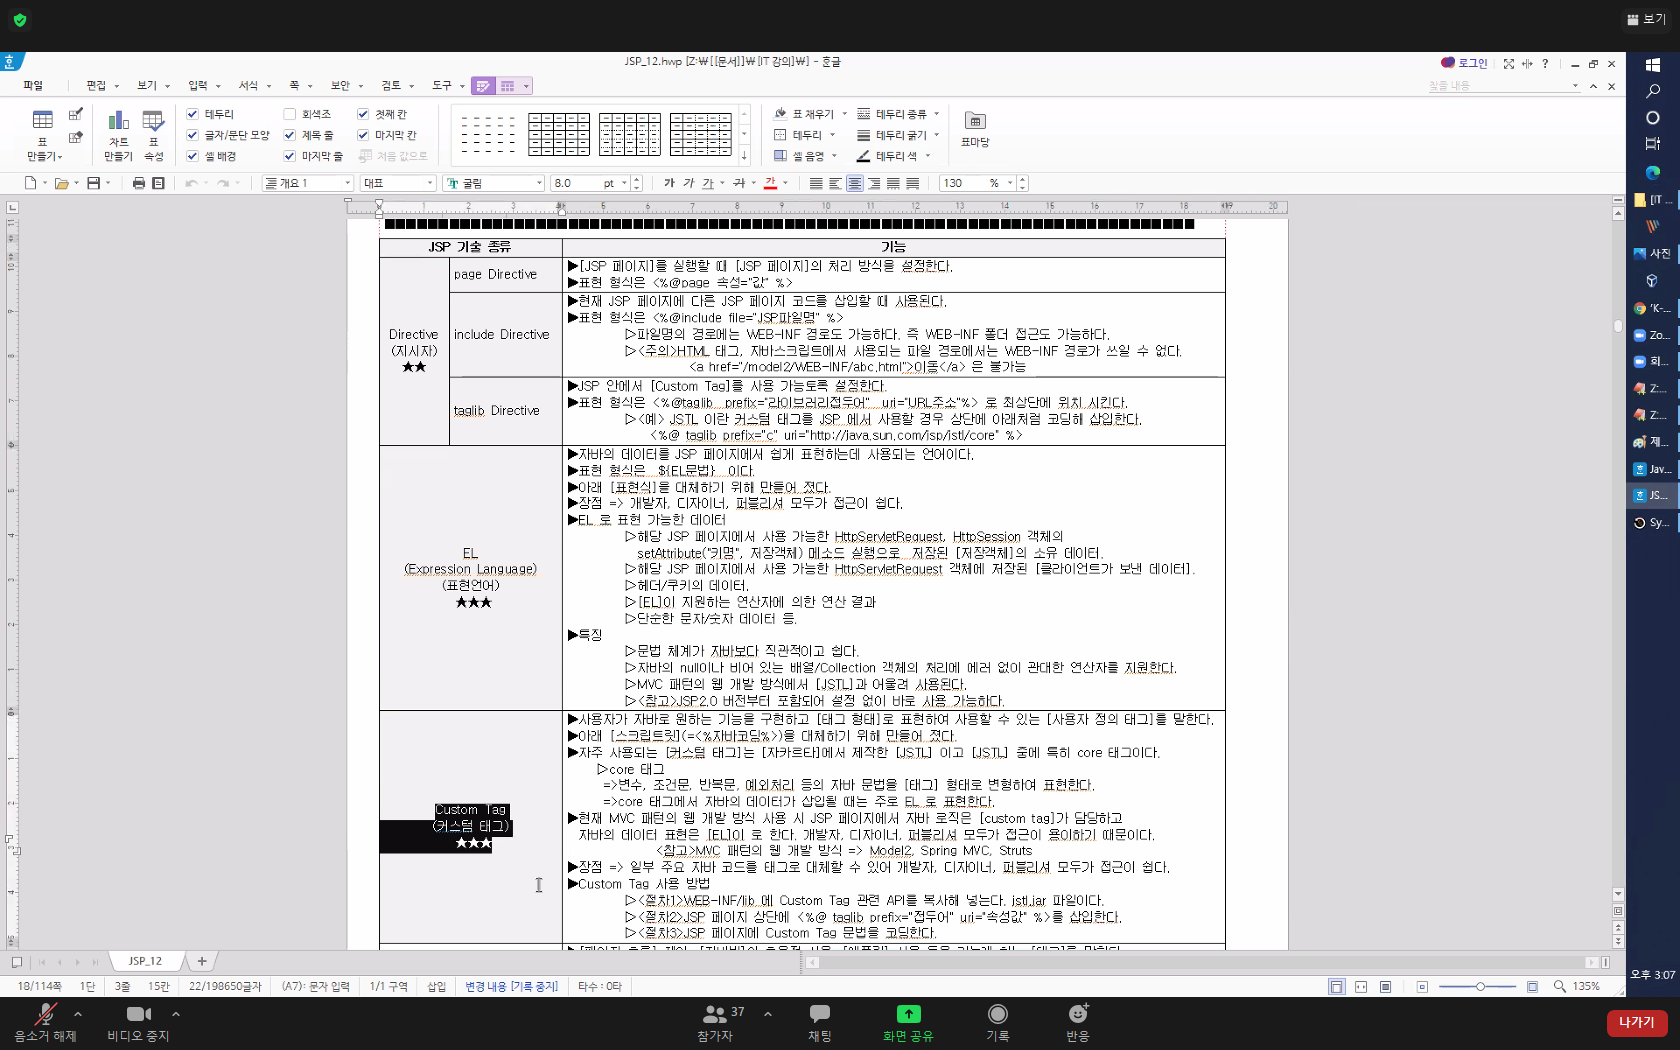 보기
JSP_12.hwp [Z:\[[문서]]\[IT 강의]\] - 훈글
로그인
파일 편집 보기 입력 서식 쪽 보안 검토 도구
찾을 내용
표 만들기
차트 만들기
표 속성
테두리 회색조 첫째 칸
글자/문단 모양 제목 줄 마지막 칸
셀 배경 마지막 줄 처음 값으로
표 채우기 테두리 종류
테두리 테두리 굵기
셀 음영 테두리 색
표마당
개요 1 대표 굴림 8.0 pt 가 가 가 가 가 130 %
JSP 기술 종류 기능
Directive
(지시자)
★★
page Directive
▶[JSP 페이지]를 실행할 때 [JSP 페이지]의 처리 방식을 설정한다.
▶표현 형식은 <%@page 속성="값" %>
include Directive
▶현재 JSP 페이지에 다른 JSP 페이지 코드를 삽입할 때 사용된다.
▶표현 형식은 <%@include file="JSP파일명" %>
▷파일명의 경로에는 WEB-INF 경로도 가능하다. 즉 WEB-INF 폴더 접근도 가능하다.
▷<주의>HTML 태그, 자바스크립트에서 사용되는 파일 경로에서는 WEB-INF 경로가 쓰일 수 없다.
<a href="/model2/WEB-INF/abc.html">이동</a> 은 불가능
taglib Directive
▶JSP 안에서 [Custom Tag]를 사용 가능토록 설정한다.
▶표현 형식은 <%@taglib prefix="라이브러리접두어" uri="URL주소"%> 로 최상단에 위치 시킨다.
▷<예> JSTL 이란 커스텀 태그를 JSP 에서 사용할 경우 상단에 아래처럼 코딩해 삽입한다.
<%@ taglib prefix="c" uri="http://java.sun.com/jsp/jstl/core" %>
EL
(Expression Language)
(표현언어)
★★★
▶자바의 데이터를 JSP 페이지에서 쉽게 표현하는데 사용되는 언어이다.
▶표현 형식은 ${EL문법} 이다.
▶아래 [표현식]을 대체하기 위해 만들어 졌다.
▶장점 => 개발자, 디자이너, 퍼블리셔 모두가 접근이 쉽다.
▶EL 로 표현 가능한 데이터
▷해당 JSP 페이지에서 사용 가능한 HttpServletRequest, HttpSession 객체의
setAttribute("키명", 저장객체) 메소드 실행으로 저장된 [저장객체]의 소유 데이터.
▷해당 JSP 페이지에서 사용 가능한 HttpServletRequest 객체에 저장된 [클라이언트가 보낸 데이터].
▷헤더/쿠키의 데이터.
▷[EL]이 지원하는 연산자에 의한 연산 결과
▷단순한 문자/숫자 데이터 등.
▶특징
▷문법 체계가 자바보다 직관적이고 쉽다.
▷자바의 null이나 비어 있는 배열/Collection 객체의 처리에 에러 없이 관대한 연산자를 지원한다.
▷MVC 패턴의 웹 개발 방식에서 [JSTL]과 어울려 사용된다.
▷<참고>JSP2.0 버전부터 포함되어 설정 없이 바로 사용 가능하다.
Custom Tag
(커스텀 태그)
★★★
▶사용자가 자바로 원하는 기능을 구현하고 [태그 형태]로 표현하여 사용할 수 있는 [사용자 정의 태그]를 말한다.
▶아래 [스크립트릿](=<%자바코딩%>)을 대체하기 위해 만들어 졌다.
▶자주 사용되는 [커스텀 태그]는 [자카르타]에서 제작한 [JSTL] 이고 [JSTL] 중에 특히 core 태그이다.
▷core 태그
=>변수, 조건문, 반복문, 예외처리 등의 자바 문법을 [태그] 형태로 변형하여 표현한다.
=>core 태그에서 자바의 데이터가 삽입될 때는 주로 EL 로 표현한다.
▶현재 MVC 패턴의 웹 개발 방식 사용 시 JSP 페이지에서 자바 로직은 [custom tag]가 담당하고
자바의 데이터 표현은 [EL]이 로 한다. 개발자, 디자이너, 퍼블리셔 모두가 접근이 용이하기 때문이다.
<참고>MVC 패턴의 웹 개발 방식 => Model2, Spring MVC, Struts
▶장점 => 일부 주요 자바 코드를 태그로 대체할 수 있어 개발자, 디자이너, 퍼블리셔 모두가 접근이 쉽다.
▶Custom Tag 사용 방법
▷<절차1>WEB-INF/lib 에 Custom Tag 관련 API를 복사해 넣는다. jstl.jar 파일이다.
▷<절차2>JSP 페이지 상단에 <%@ taglib prefix="접두어" uri="속성값" %>를 삽입한다.
▷<절차3>JSP 페이지에 Custom Tag 문법을 코딩한다.
JSP_12
18/114쪽 1단 3줄 15칸 22/198650글자 (A7): 문자 입력 1/1 구역 삽입 변경 내용 [기록 중지] 타수 : 0타 135%
[IT ...
사진
'K-...
Zo...
회...
Z:...
Z:...
제...
Jav...
JS...
Sy...
오후 3:07
음소거 해제 비디오 중지 참가자 37 채팅 화면 공유 기록 반응 나가기